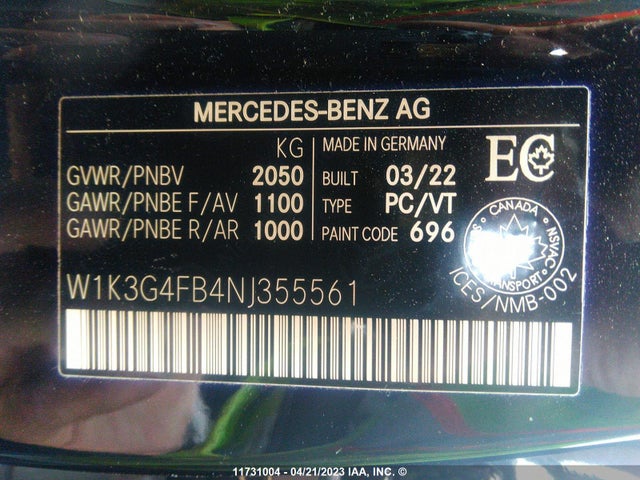 MERCEDES-BENZ AG
KG
GVWR/PNBV 2050
GAWR/PNBE F/AV 1100
GAWR/PNBE R/AR 1000
MADE IN GERMANY
BUILT 03/22
TYPE PC/VT
PAINT CODE 696
EC
CANADA
NSVAC
TRANSPORT
ICES/NMB-002
W1K3G4FB4NJ355561
11731004 - 04/21/2023 IAA, INC. ©